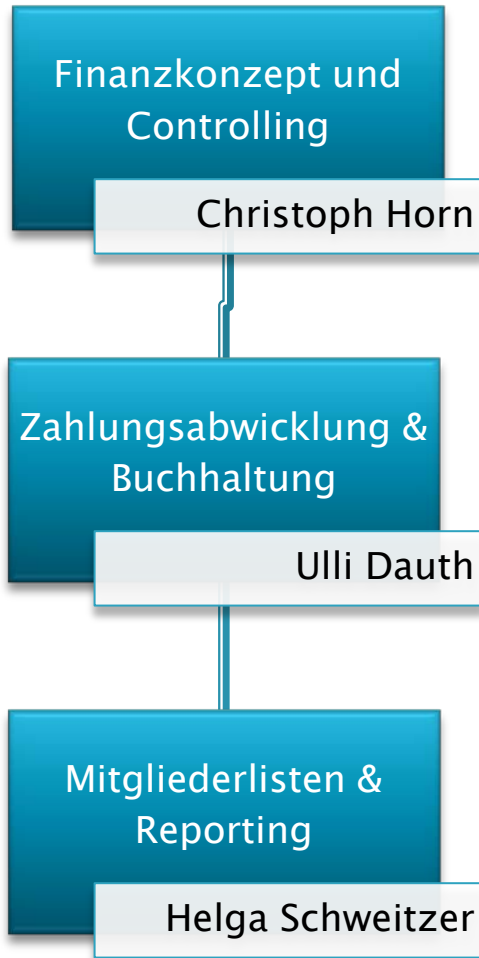 Finanzkonzept und
Controlling
Christoph Horn
Zahlungsabwicklung &
Buchhaltung
Ulli Dauth
Mitgliederlisten &
Reporting
Helga Schweitzer